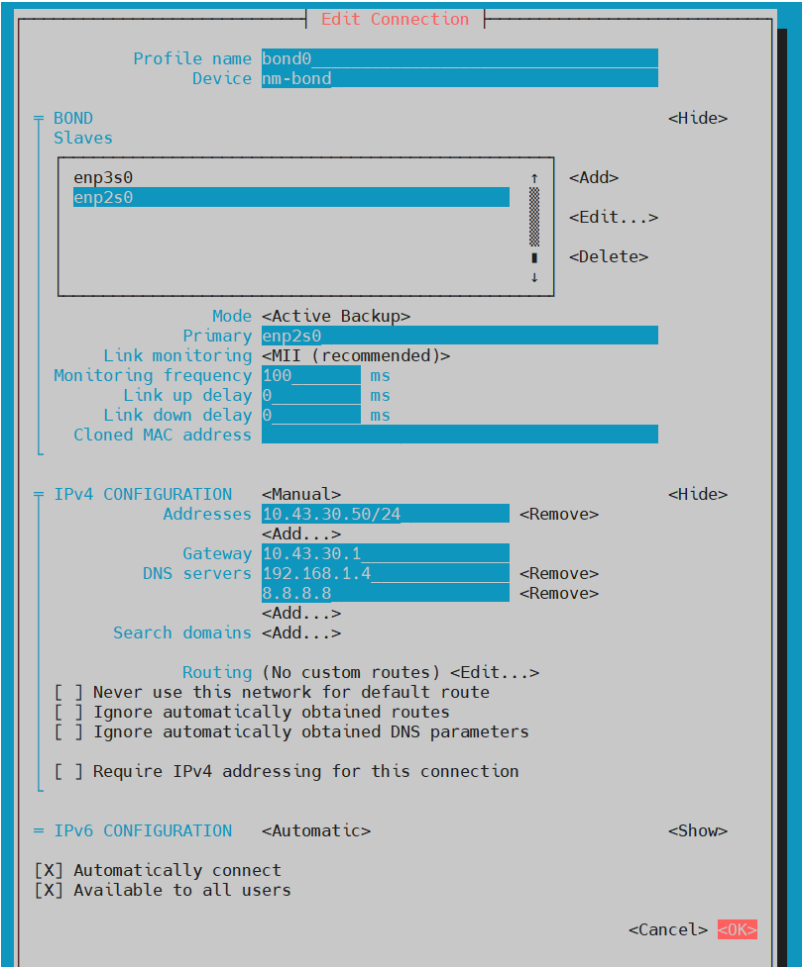 Edit Connection
Profile name bond0
Device nm-bond
BOND <Hide>
Slaves
enp3s0 ↑ <Add>
enp2s0
<Edit...>
<Delete>
↓
Mode <Active Backup>
Primary enp2s0
Link monitoring <MII (recommended)>
Monitoring frequency 100 ms
Link up delay 0 ms
Link down delay 0 ms
Cloned MAC address
IPv4 CONFIGURATION <Manual> <Hide>
Addresses 10.43.30.50/24 <Remove>
<Add...>
Gateway 10.43.30.1
DNS servers 192.168.1.4 <Remove>
8.8.8.8 <Remove>
<Add...>
Search domains <Add...>
Routing (No custom routes) <Edit...>
[ ] Never use this network for default route
[ ] Ignore automatically obtained routes
[ ] Ignore automatically obtained DNS parameters
[ ] Require IPv4 addressing for this connection
= IPv6 CONFIGURATION <Automatic> <Show>
[X] Automatically connect
[X] Available to all users
<Cancel> <OK>